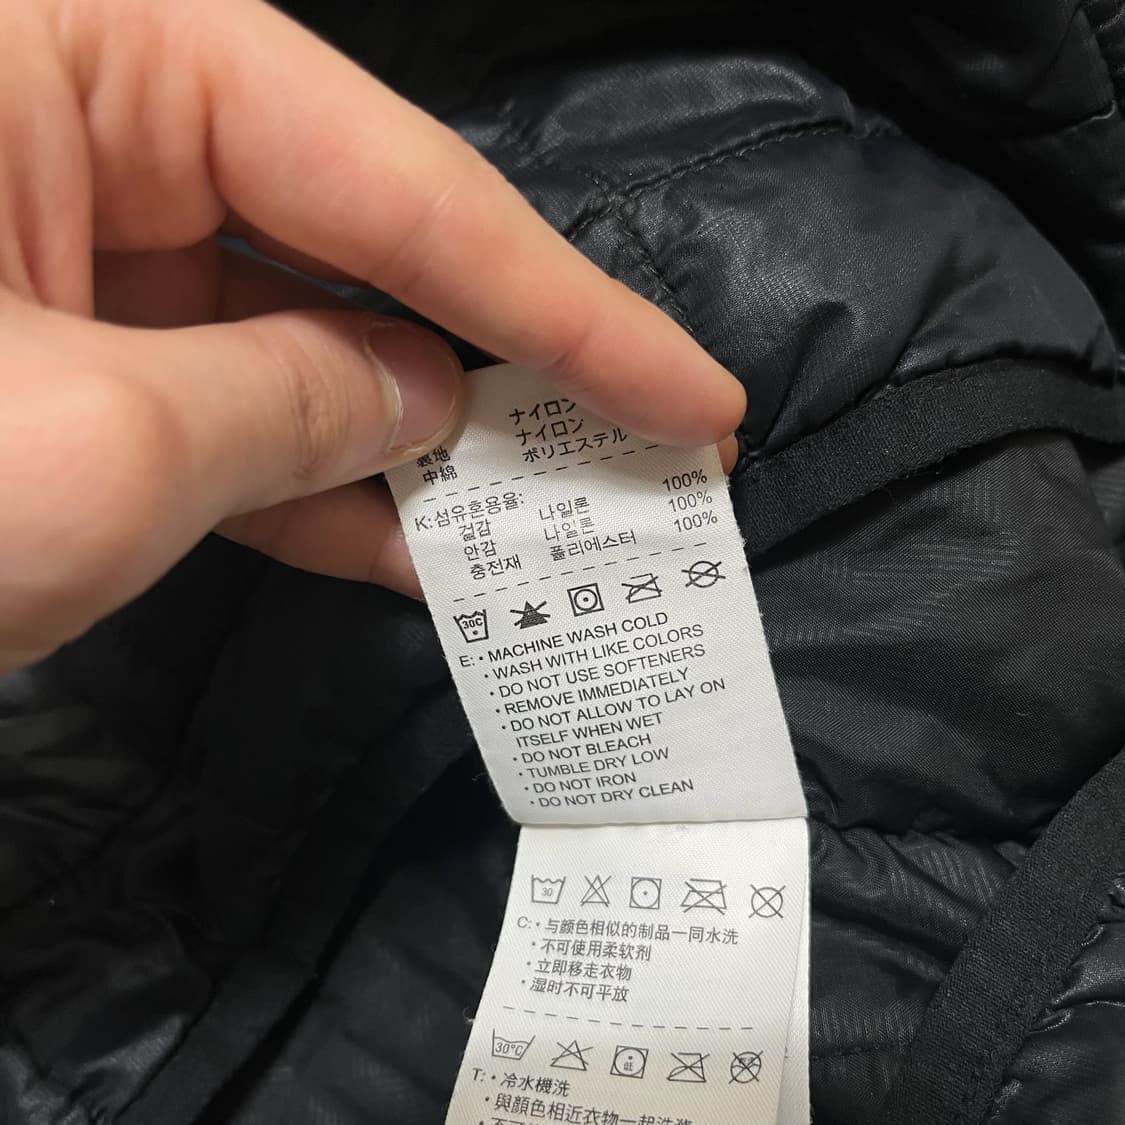 ナイロン
裏地 ナイロン
中綿 ポリエステル
K:섬유혼용율:
겉감 나일론 100%
안감 나일론 100%
충전재 폴리에스터 100%
30C
E: • MACHINE WASH COLD
• WASH WITH LIKE COLORS
• DO NOT USE SOFTENERS
• REMOVE IMMEDIATELY
• DO NOT ALLOW TO LAY ON
ITSELF WHEN WET
• DO NOT BLEACH
• TUMBLE DRY LOW
• DO NOT IRON
• DO NOT DRY CLEAN
30
C: • 与颜色相似的制品一同水洗
• 不可使用柔软剂
• 立即移走衣物
• 湿时不可平放
30°C 低
T: • 冷水機洗
• 與顏色相近衣物一起洗滌